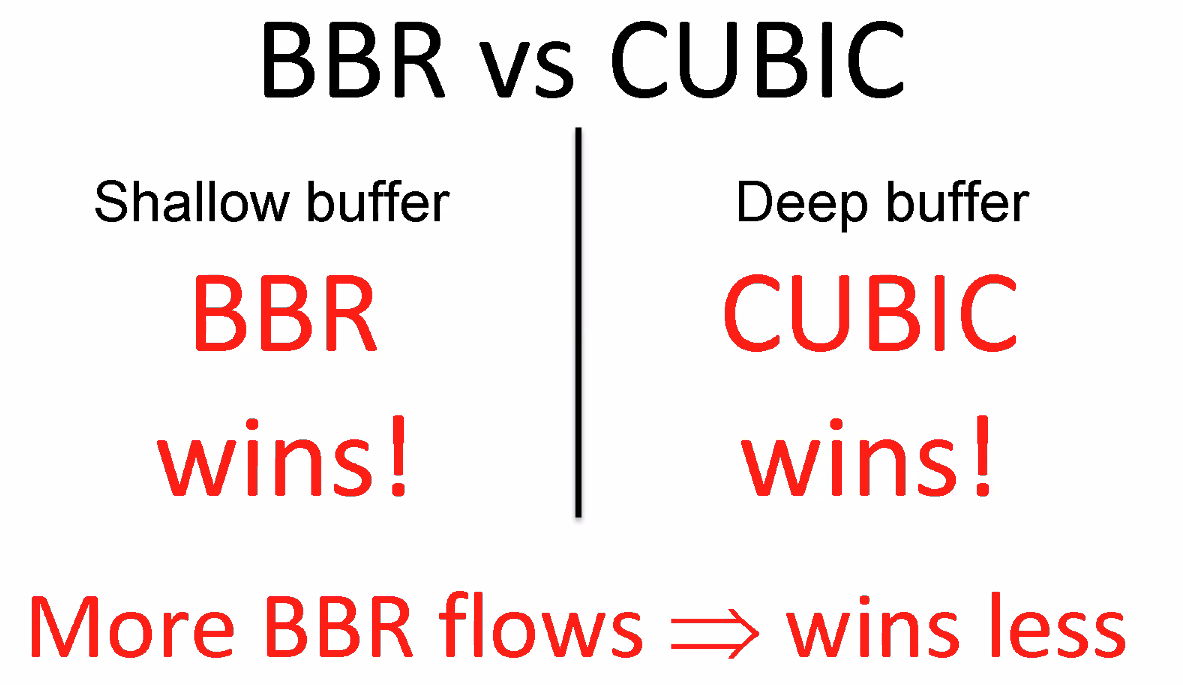 BBR vs CUBIC
Shallow buffer
BBR
wins!
Deep buffer
CUBIC
wins!
More BBR flows ⇒ wins less